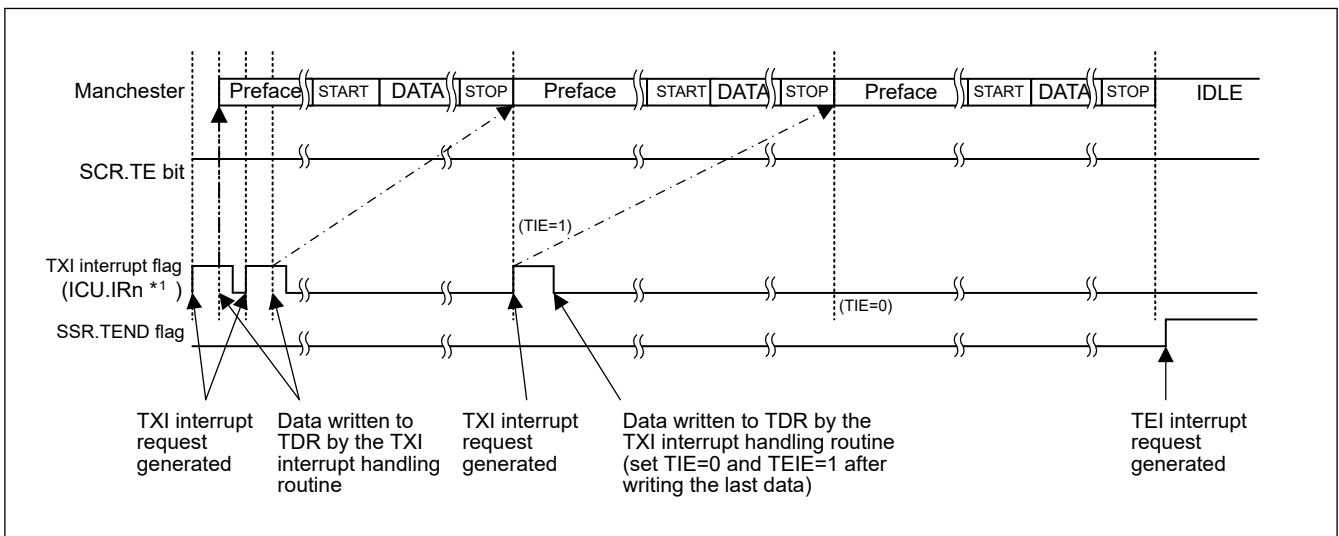 Manchester Preface START DATA STOP Preface START DATA STOP Preface START DATA STOP IDLE
SCR.TE bit
(TIE=1)
TXI interrupt flag
(ICU.IRn *1 )
(TIE=0)
SSR.TEND flag
TXI interrupt
request
generated
Data written to
TDR by the TXI
interrupt handling
routine
TXI interrupt
request
generated
Data written to TDR by the
TXI interrupt handling routine
(set TIE=0 and TEIE=1 after
writing the last data)
TEI interrupt
request
generated